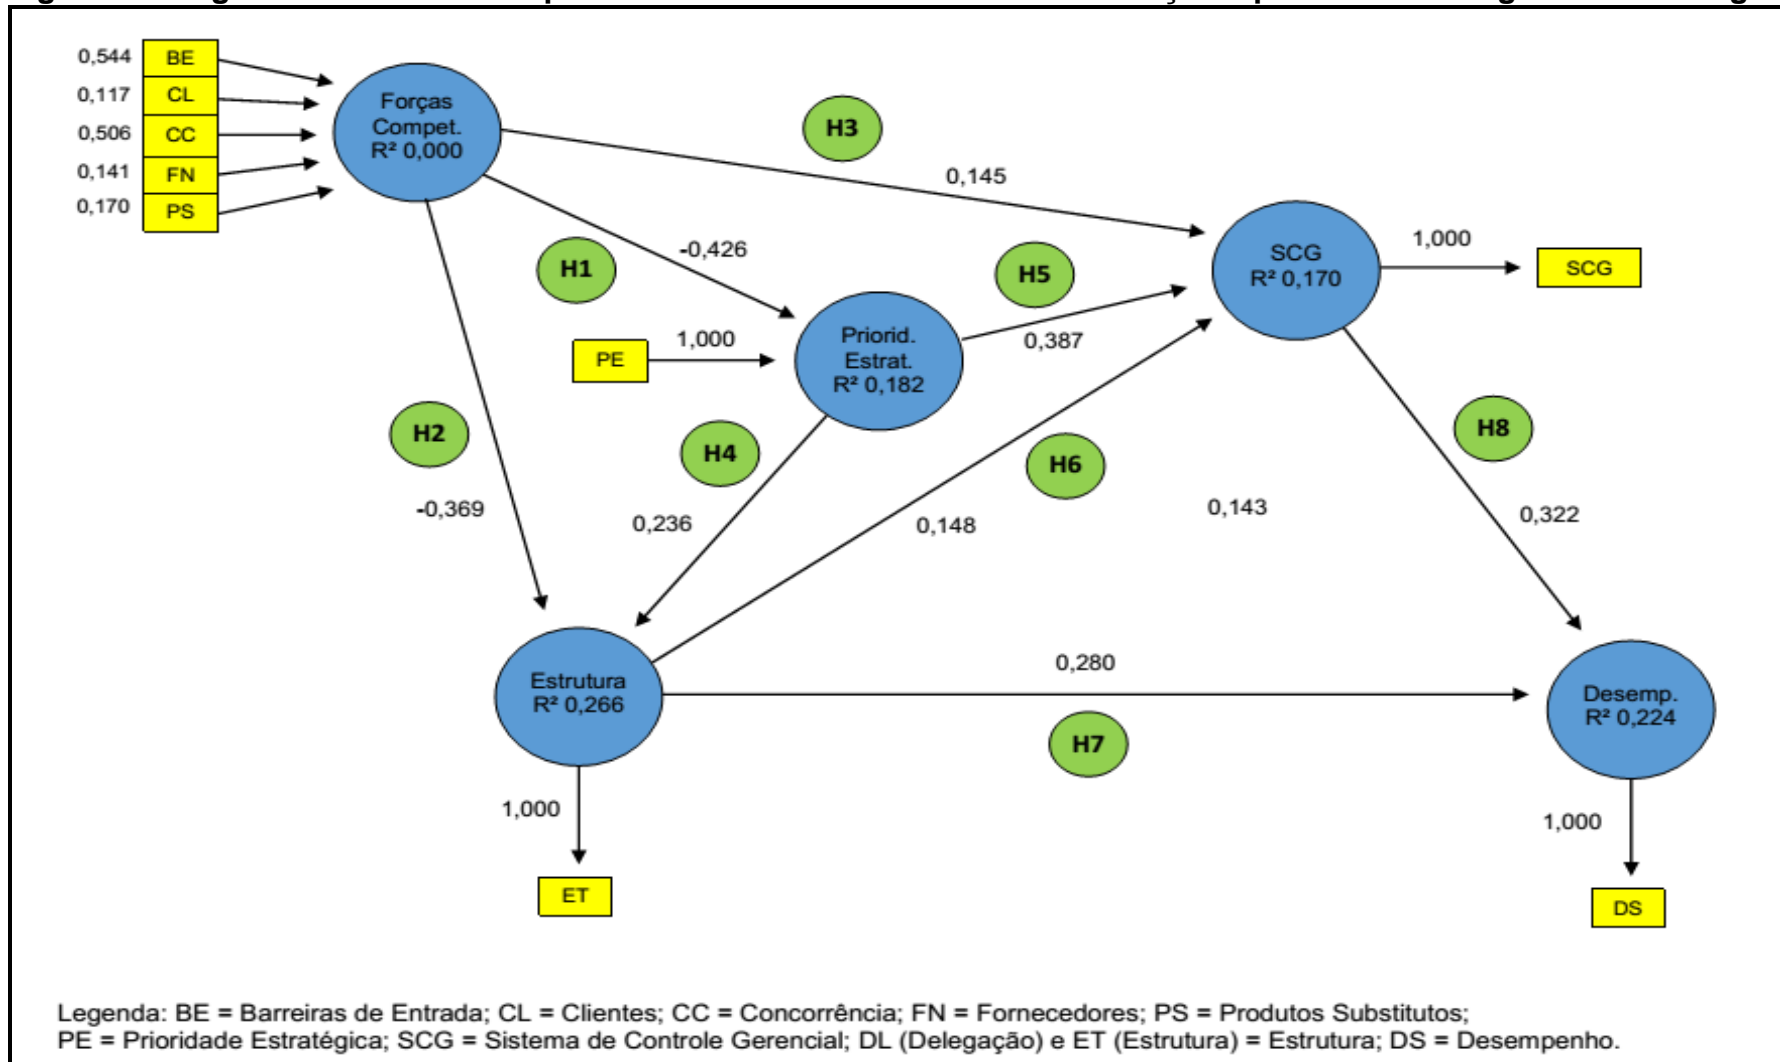 0,544 BE
0,117 CL
0,506 CC
0,141 FN
0,170 PS
Forças
Compet.
R² 0,000
H3
0,145
H1
-0,426
H5
0,387
SCG
R² 0,170
1,000
SCG
PE
1,000
Priorid.
Estrat.
R² 0,182
H2
-0,369
H4
0,236
H6
0,148
0,143
H8
0,322
Estrutura
R² 0,266
0,280
H7
Desemp.
R² 0,224
1,000
ET
1,000
DS
Legenda: BE = Barreiras de Entrada; CL = Clientes; CC = Concorrência; FN = Fornecedores; PS = Produtos Substitutos;
PE = Prioridade Estratégica; SCG = Sistema de Controle Gerencial; DL (Delegação) e ET (Estrutura) = Estrutura; DS = Desempenho.